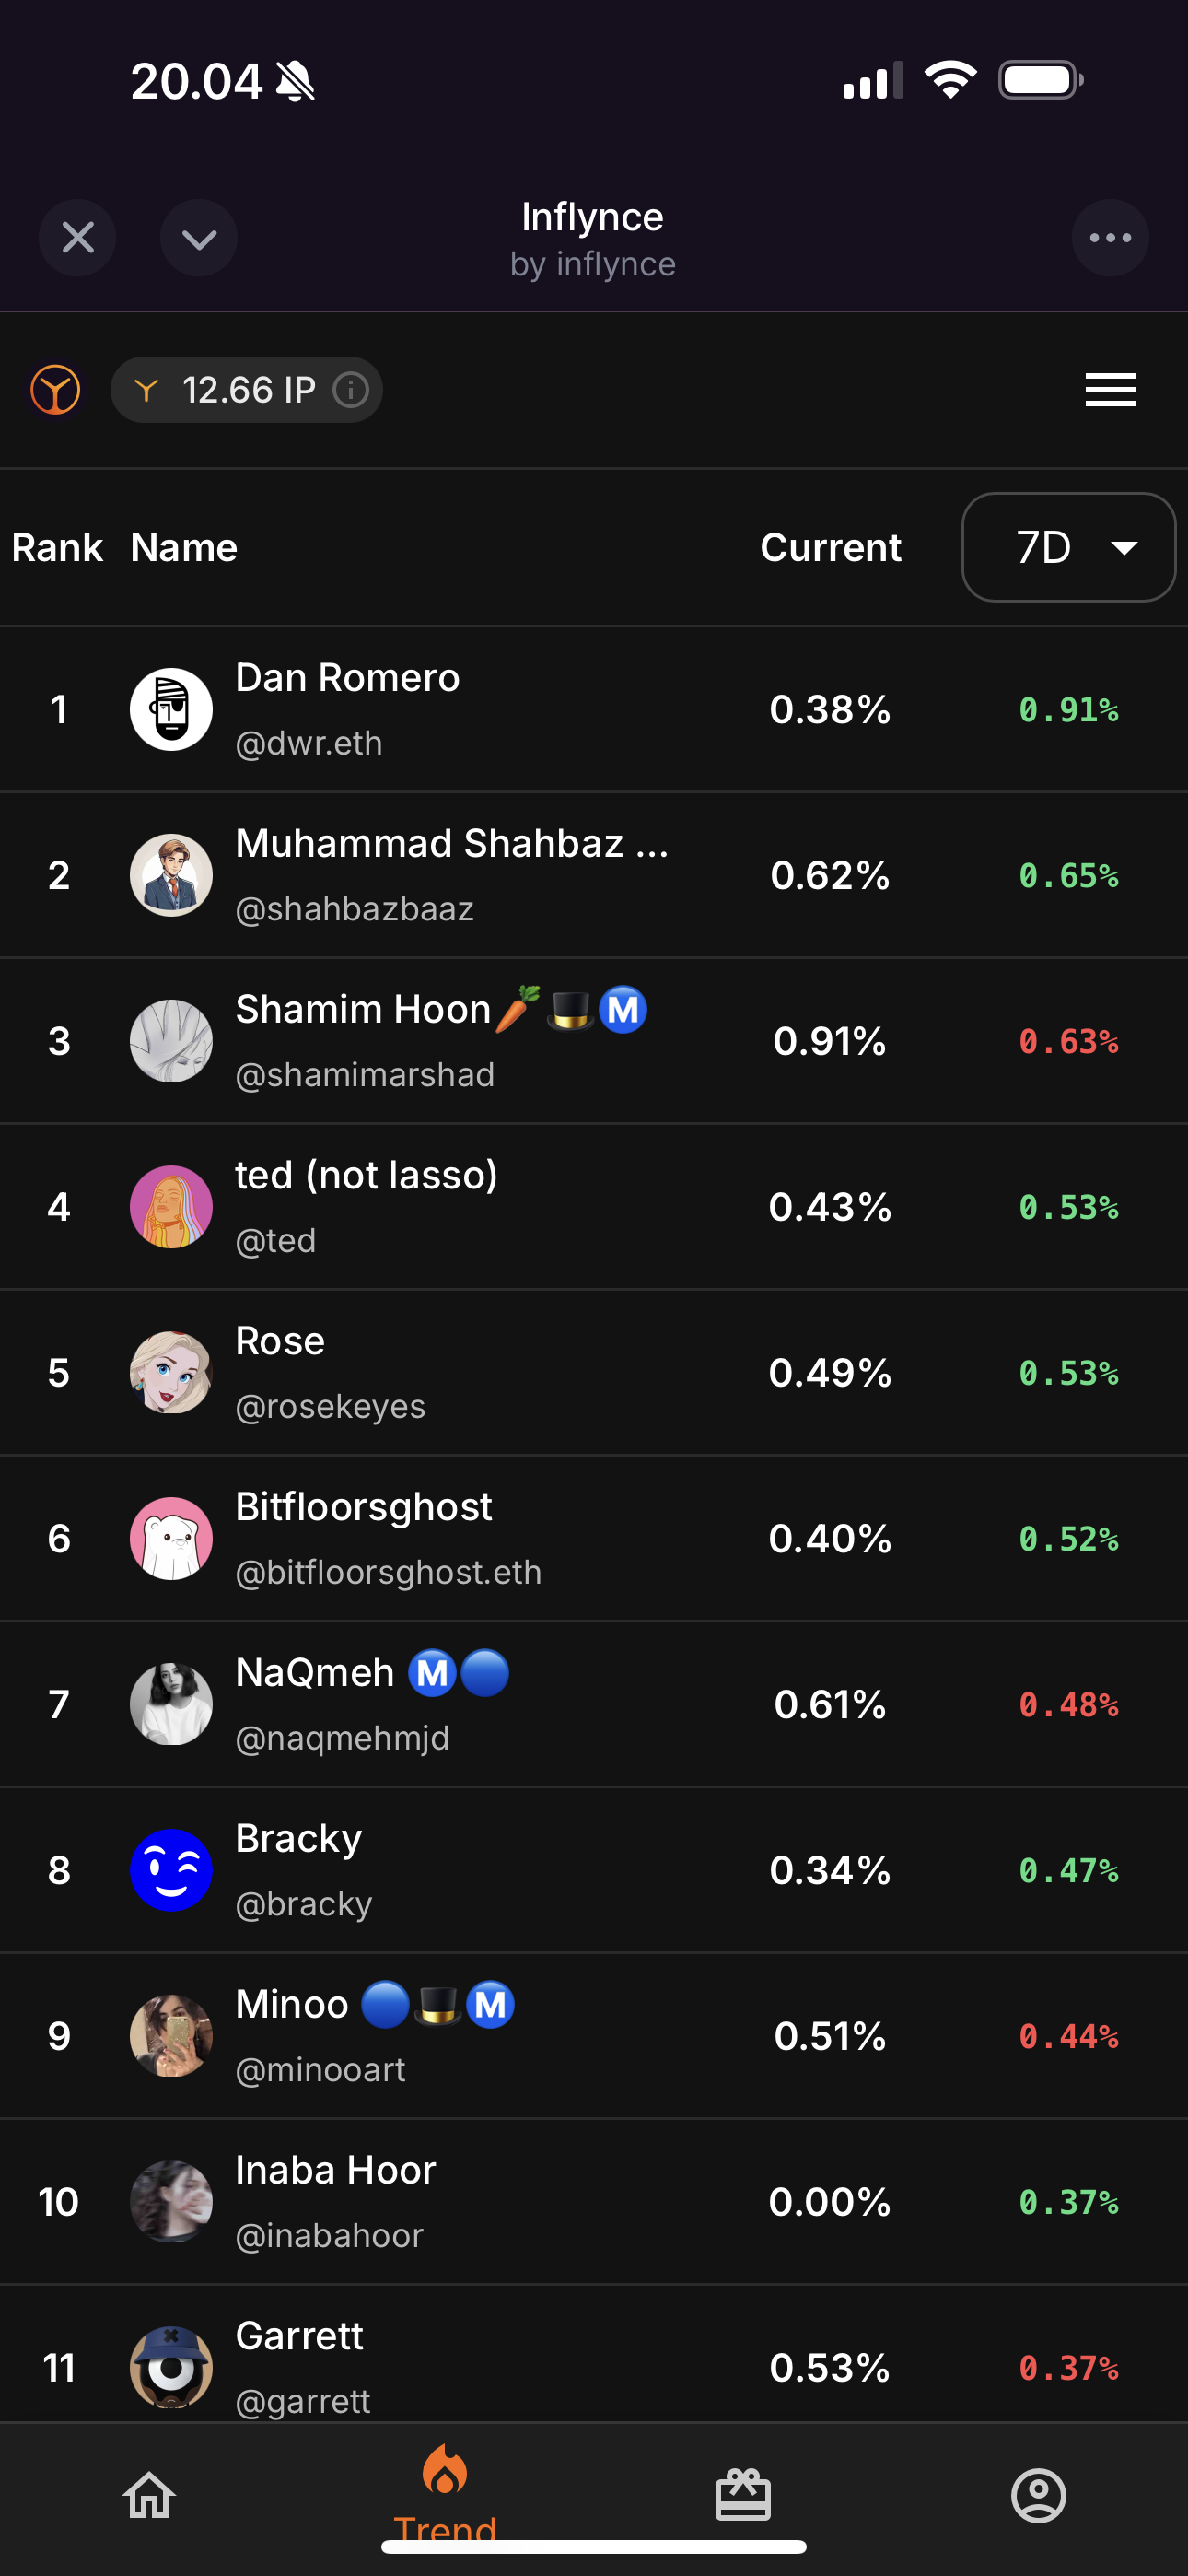 20.04
Inflynce
by inflynce
12.66 IP
Rank Name Current 7D
1 Dan Romero 0.38% 0.91%
@dwr.eth
2 Muhammad Shahbaz ... 0.62% 0.65%
@shahbazbaaz
3 Shamim Hoon🥕🎩Ⓜ️ 0.91% 0.63%
@shamimarshad
4 ted (not lasso) 0.43% 0.53%
@ted
5 Rose 0.49% 0.53%
@rosekeyes
6 Bitfloorsghost 0.40% 0.52%
@bitfloorsghost.eth
7 NaQmeh Ⓜ️🔵 0.61% 0.48%
@naqmehmjd
8 Bracky 0.34% 0.47%
@bracky
9 Minoo 🔵🎩Ⓜ️ 0.51% 0.44%
@minooart
10 Inaba Hoor 0.00% 0.37%
@inabahoor
11 Garrett 0.53% 0.37%
@garrett
Trend